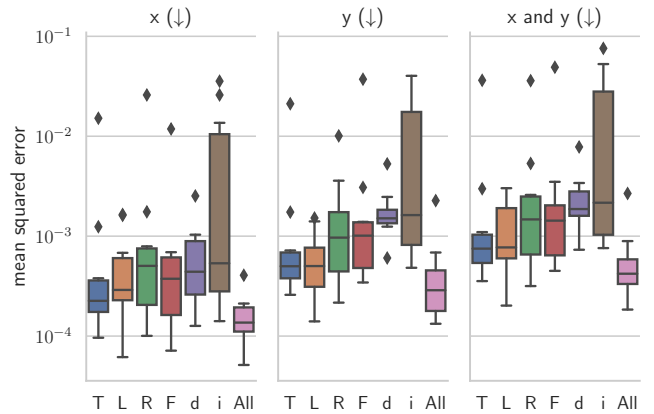 x (↓) y (↓) x and y (↓)
mean squared error
10⁻¹
10⁻²
10⁻³
10⁻⁴
T L R F d i All T L R F d i All T L R F d i All